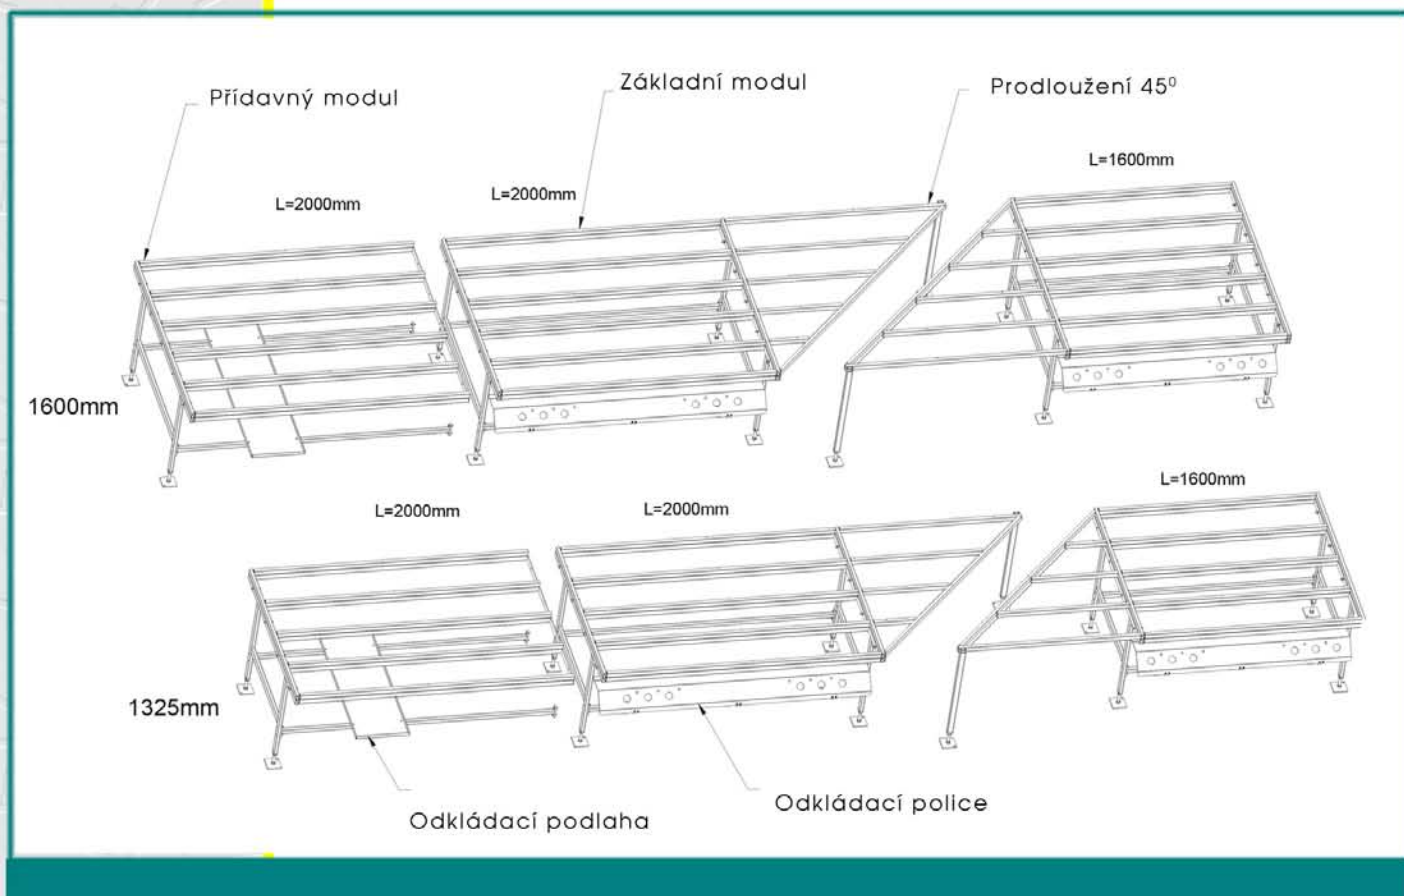 Přídavný modul
Základní modul
Prodloužení 45⁰
L=1600mm
L=2000mm
L=2000mm
1600mm
L=1600mm
L=2000mm
L=2000mm
1325mm
Odkládací police
Odkládací podlaha